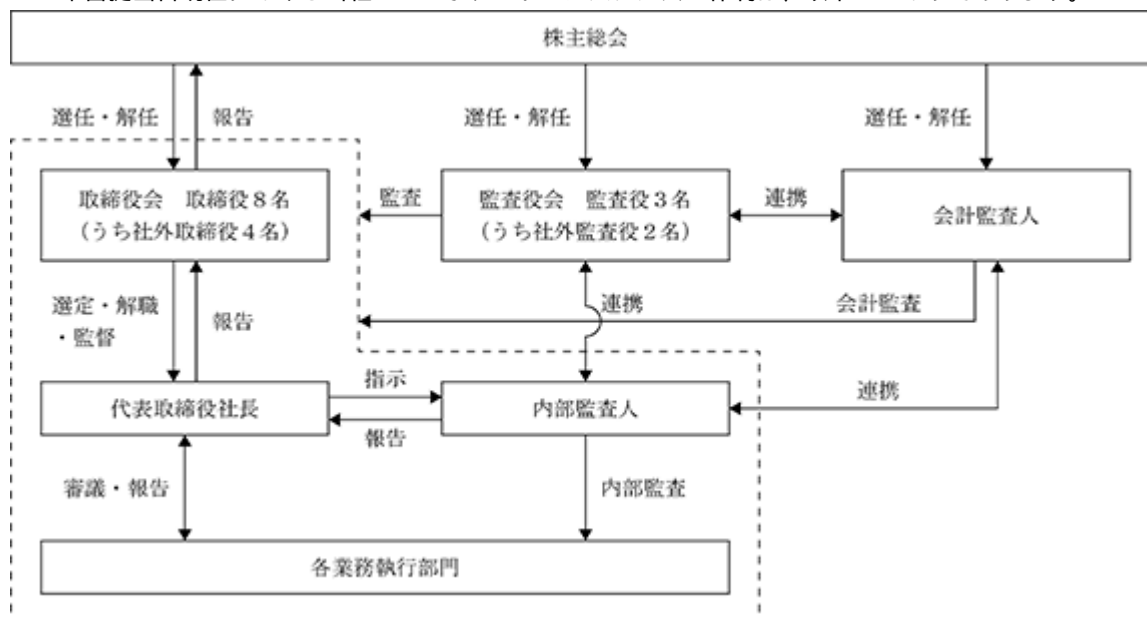 株主総会
選任・解任
報告
選任・解任
選任・解任
取締役会 取締役8名
(うち社外取締役4名)
監査
監査役会 監査役3名
(うち社外監査役2名)
連携
会計監査人
選定・解職
・監督
報告
連携
会計監査
代表取締役社長
指示
報告
内部監査人
連携
審議・報告
内部監査
各業務執行部門